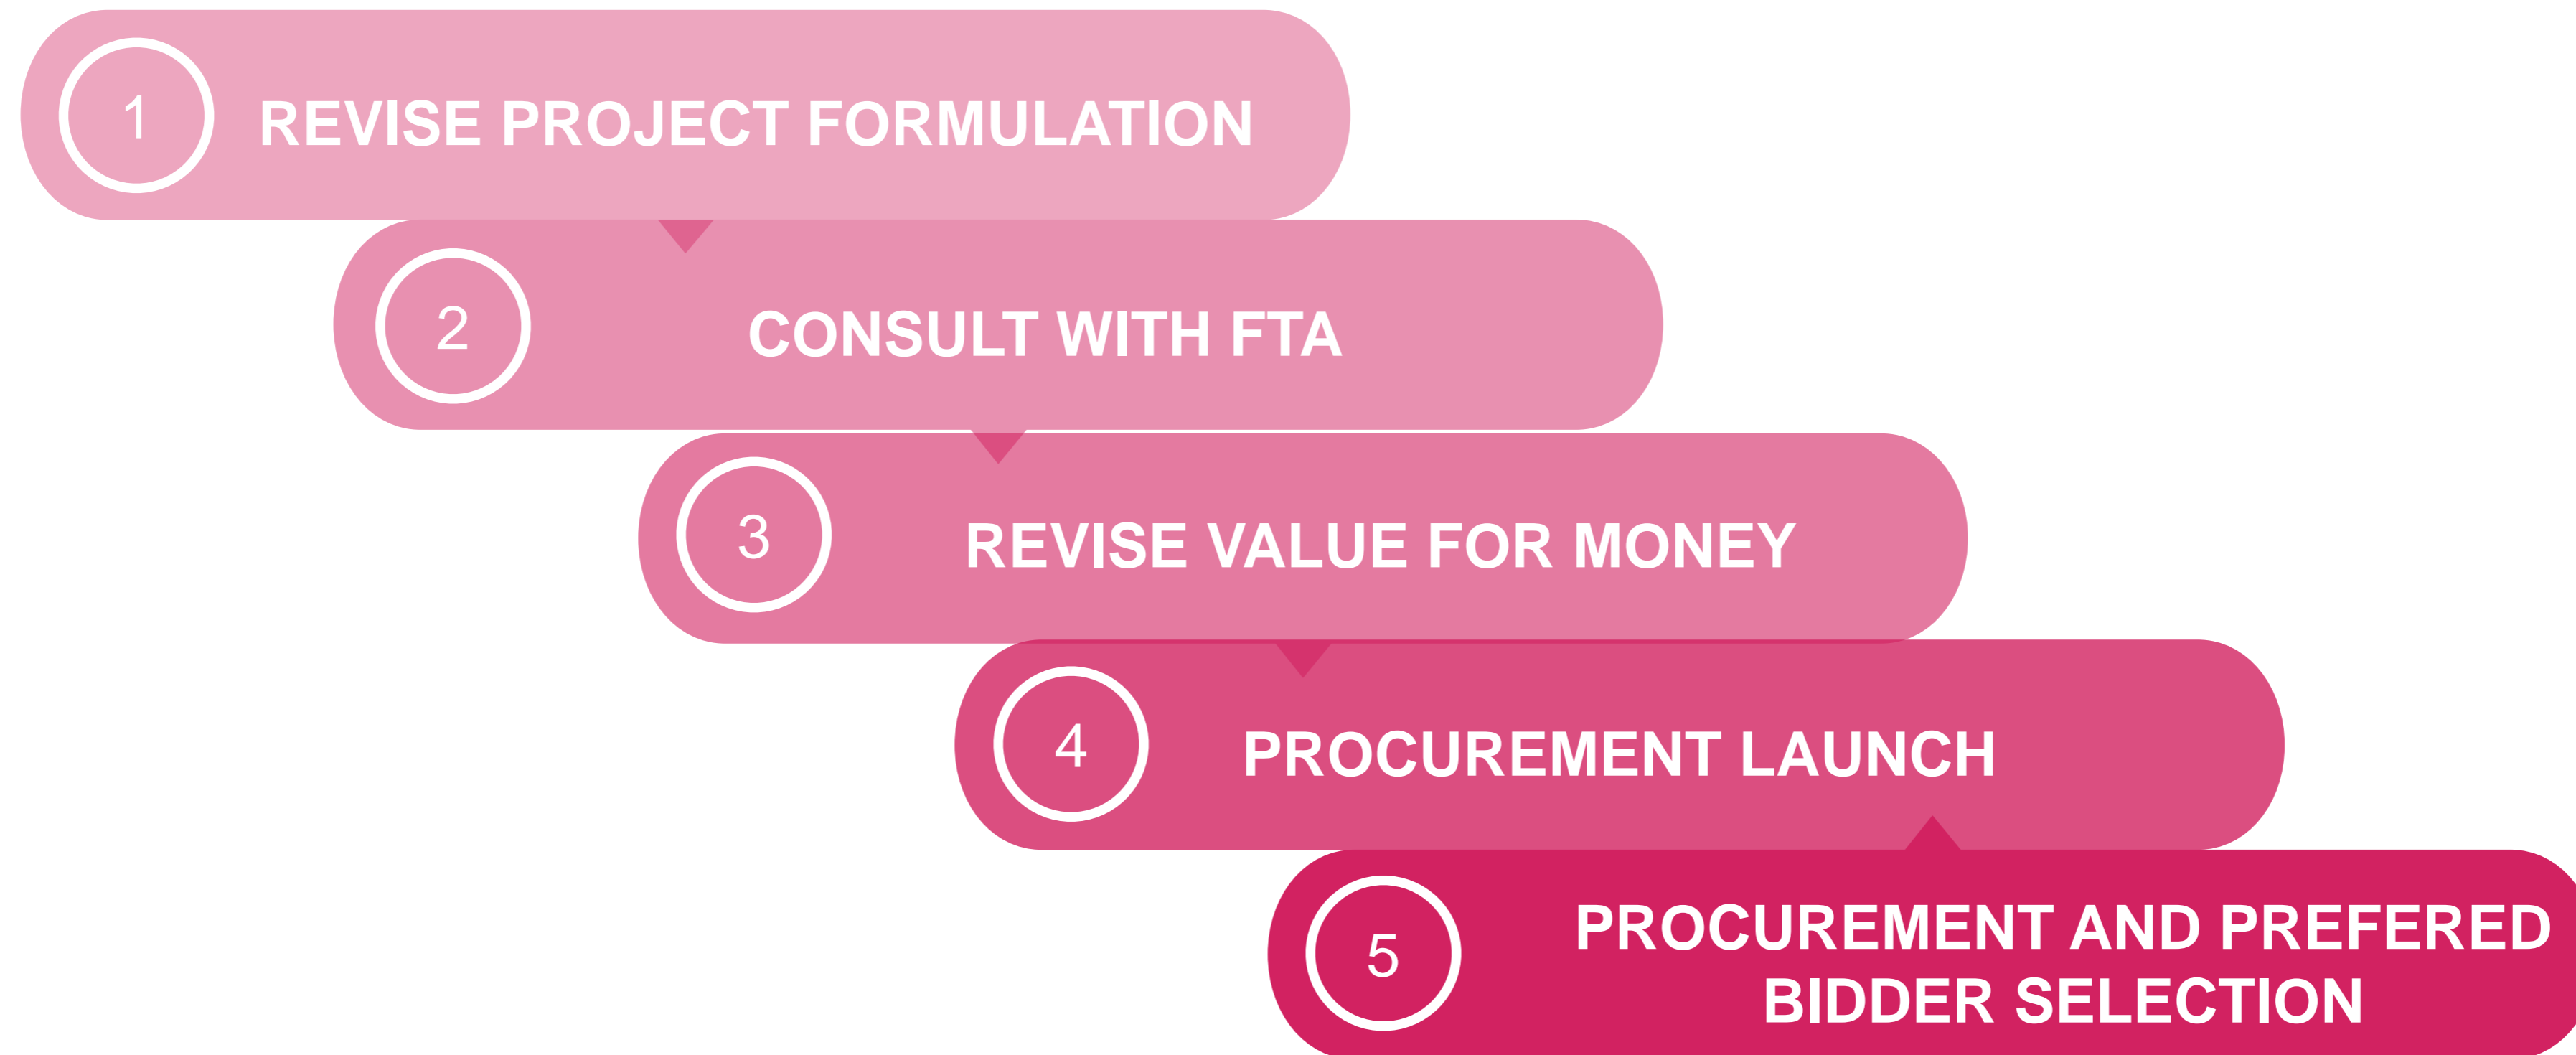 1
REVISE PROJECT FORMULATION
2
CONSULT WITH FTA
3
REVISE VALUE FOR MONEY
4
PROCUREMENT LAUNCH
5
PROCUREMENT AND PREFERED
BIDDER SELECTION